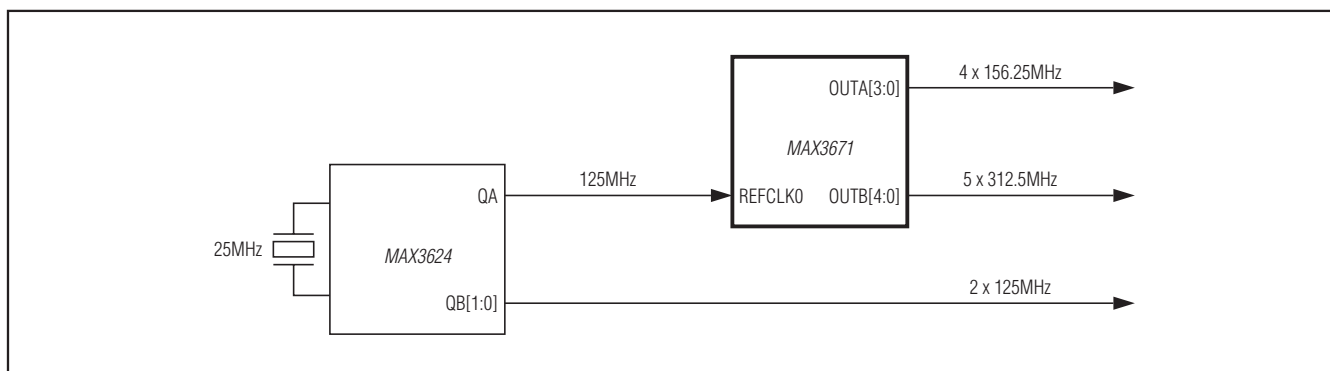 4 x 156.25MHz
OUTA[3:0]
MAX3671
125MHz
5 x 312.5MHz
QA
REFCLK0 OUTB[4:0]
25MHz
MAX3624
2 x 125MHz
QB[1:0]